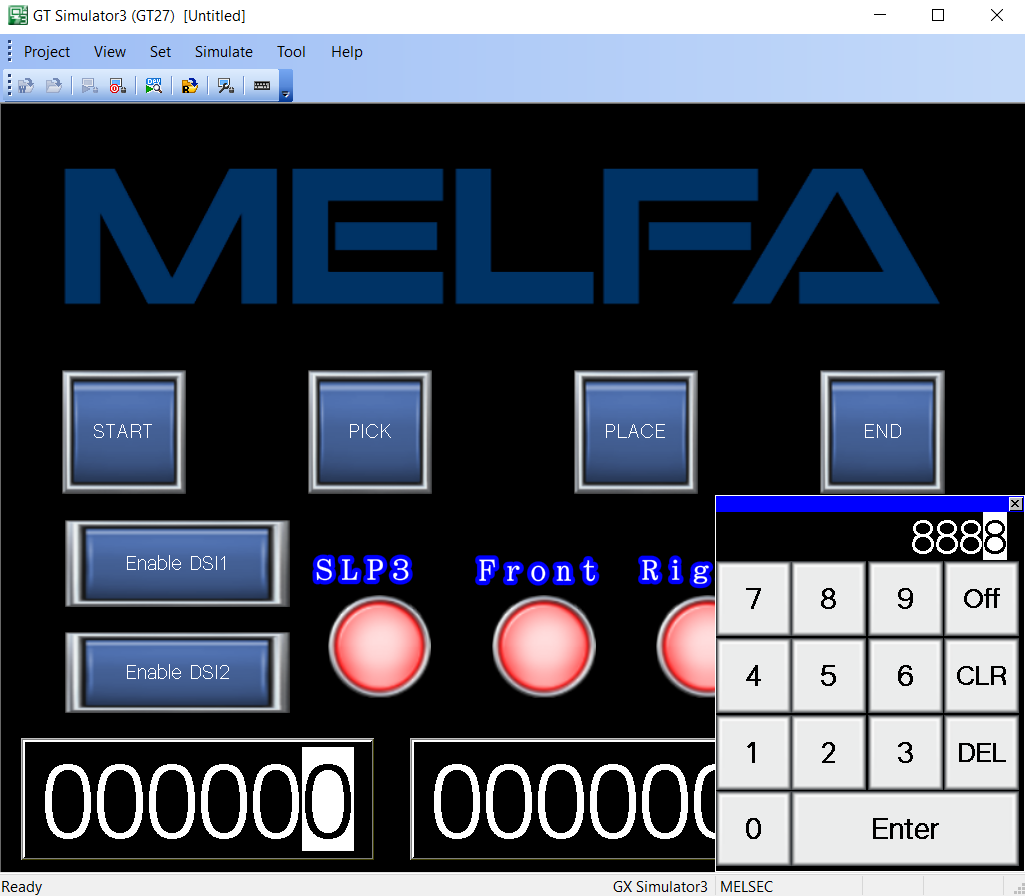 GT Simulator3 (GT27) [Untitled]
Project View Set Simulate Tool Help
MELFA
START PICK PLACE END
Enable DSI1
SLP3 Front Rig
Enable DSI2
8888
7 8 9 Off
4 5 6 CLR
1 2 3 DEL
0 Enter
000000 000000
Ready GX Simulator3 MELSEC